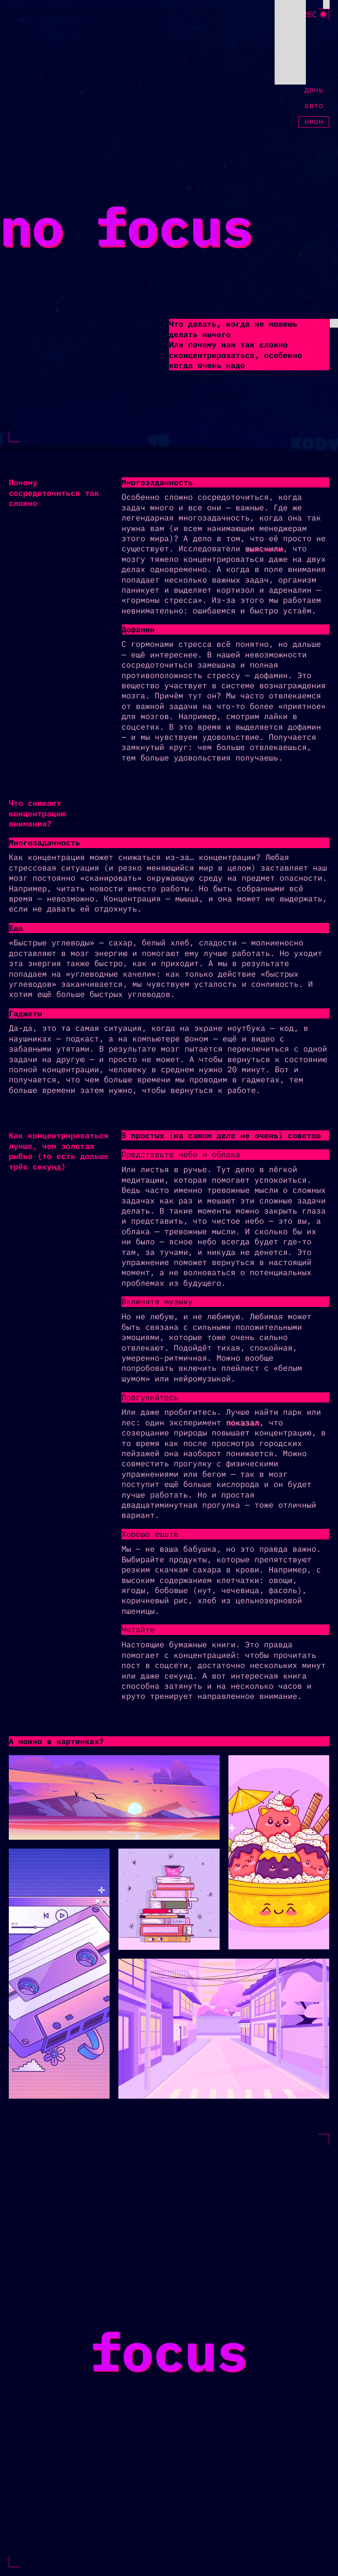 REC
день
авто
неон
no focus
Что делать, когда не можешь
делать ничего
Или почему нам так сложно
сконцентрироваться, особенно
когда очень надо
Почему
сосредоточиться так
сложно
Многозадачность
Особенно сложно сосредоточиться, когда
задач много и все они — важные. Где же
легендарная многозадачность, когда она так
нужна вам (и всем нанимающим менеджерам
этого мира)? А дело в том, что её просто не
существует. Исследователи выяснили, что
мозгу тяжело концентрироваться даже на двух
делах одновременно. А когда в поле внимания
попадает несколько важных задач, организм
паникует и выделяет кортизол и адреналин —
«гормоны стресса». Из-за этого мы работаем
невнимательно: ошибаемся и быстро устаём.
Дофамин
С гормонами стресса всё понятно, но дальше
— ещё интереснее. В нашей невозможности
сосредоточиться замешана и полная
противоположность стрессу — дофамин. Это
вещество участвует в системе вознаграждения
мозга. Причём тут он? Мы часто отвлекаемся
от важной задачи на что-то более «приятное»
для мозгов. Например, смотрим лайки в
соцсетях. В это время и выделяется дофамин
— и мы чувствуем удовольствие. Получается
замкнутый круг: чем больше отвлекаешься,
тем больше удовольствия получаешь.
Что снижает
концентрацию
внимания?
Многозадачность
Как концентрация может снижаться из-за… концентрации? Любая
стрессовая ситуация (и резко меняющийся мир в целом) заставляет наш
мозг постоянно «сканировать» окружающую среду на предмет опасности.
Например, читать новости вместо работы. Но быть собранными всё
время — невозможно. Концентрация — мышца, и она может не выдержать,
если не давать ей отдохнуть.
Еда
«Быстрые углеводы» — сахар, белый хлеб, сладости — молниеносно
доставляют в мозг энергию и помогают ему лучше работать. Но уходит
эта энергия также быстро, как и приходит. А мы в результате
попадаем на «углеводные качели»: как только действие «быстрых
углеводов» заканчивается, мы чувствуем усталость и сонливость. И
хотим ещё больше быстрых углеводов.
Гаджеты
Да-да, это та самая ситуация, когда на экране ноутбука — код, в
наушниках — подкаст, а на компьютере фоном — ещё и видео с
забавными утятами. В результате мозг пытается переключиться с одной
задачи на другую — и просто не может. А чтобы вернуться к состоянию
полной концентрации, человеку в среднем нужно 20 минут. Вот и
получается, что чем больше времени мы проводим в гаджетах, тем
больше времени затем нужно, чтобы вернуться к работе.
Как концентрироваться
лучше, чем золотая
рыбка (то есть дольше
трёх секунд)
5 простых (на самом деле не очень) советов
Представьте небо и облака
Или листья в ручье. Тут дело в лёгкой
медитации, которая помогает успокоиться.
Ведь часто именно тревожные мысли о сложных
задачах как раз и мешают эти сложные задачи
делать. В такие моменты можно закрыть глаза
и представить, что чистое небо — это вы, а
облака — тревожные мысли. И сколько бы их
ни было — ясное небо всегда будет где-то
там, за тучами, и никуда не денется. Это
упражнение поможет вернуться в настоящий
момент, а не волноваться о потенциальных
проблемах из будущего.
Включите музыку
Но не любую, и не любимую. Любимая может
быть связана с сильными положительными
эмоциями, которые тоже очень сильно
отвлекают. Подойдёт тихая, спокойная,
умеренно-ритмичная. Можно вообще
попробовать включить плейлист с «белым
шумом» или нейромузыкой.
Прогуляйтесь
Или даже пробегитесь. Лучше найти парк или
лес: один эксперимент показал, что
созерцание природы повышает концентрацию, в
то время как после просмотра городских
пейзажей она наоборот понижается. Можно
совместить прогулку с физическими
упражнениями или бегом — так в мозг
поступит ещё больше кислорода и он будет
лучше работать. Но и простая
двадцатиминутная прогулка — тоже отличный
вариант.
Хорошо ешьте
Мы — не ваша бабушка, но это правда важно.
Выбирайте продукты, которые препятствуют
резким скачкам сахара в крови. Например, с
высоким содержанием клетчатки: овощи,
ягоды, бобовые (нут, чечевица, фасоль),
коричневый рис, хлеб из цельнозерновой
пшеницы.
Читайте
Настоящие бумажные книги. Это правда
помогает с концентрацией: чтобы прочитать
пост в соцсети, достаточно нескольких минут
или даже секунд. А вот интересная книга
способна затянуть и на несколько часов и
круто тренирует направленное внимание.
А можно в картинках?
focus